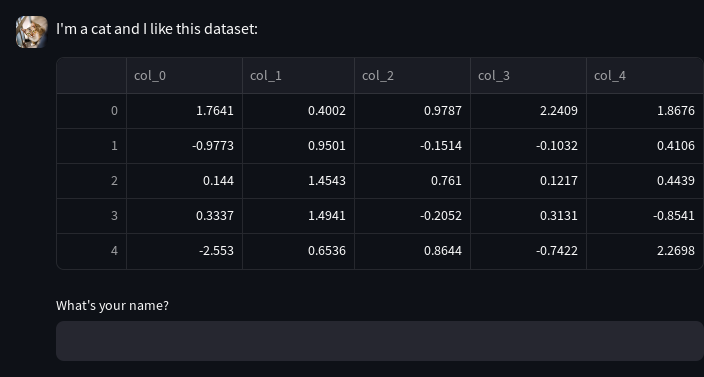 I'm a cat and I like this dataset:
col_0 col_1 col_2 col_3 col_4
0 1.7641 0.4002 0.9787 2.2409 1.8676
1 -0.9773 0.9501 -0.1514 -0.1032 0.4106
2 0.144 1.4543 0.761 0.1217 0.4439
3 0.3337 1.4941 -0.2052 0.3131 -0.8541
4 -2.553 0.6536 0.8644 -0.7422 2.2698
What's your name?